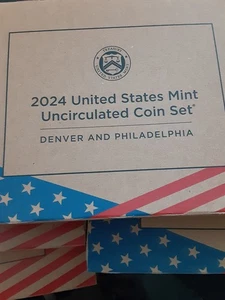 2024 United States Mint
Uncirculated Coin Set®
DENVER AND PHILADELPHIA